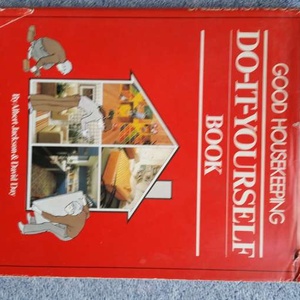 GOOD HOUSEKEEPING
DO-IT-YOURSELF
BOOK
By Albert Jackson & David Day